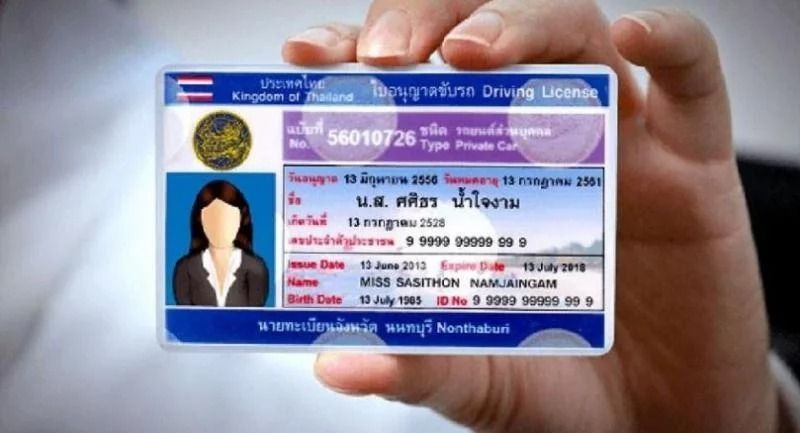 ประเทศไทย ใบอนุญาตขับรถ Driving License
Kingdom of Thailand
ฉบับที่ 56010726 ชนิด รถยนต์ส่วนบุคคล
No. Type Private Car
วันอนุญาต 13 มิถุนายน 2556 วันหมดอายุ 13 กรกฎาคม 2561
ชื่อ น.ส. ศศิธร น้ำใจงาม
เกิดวันที่ 13 กรกฎาคม 2528
เลขประจำตัวประชาชน 9 9999 99999 99 9
Issue Date 13 June 2013 Expire Date 13 July 2018
Name MISS SASITHON NAMJAINGAM
Birth Date 13 July 1985 ID No 9 9999 99999 99 9
นายทะเบียนจังหวัด นนทบุรี Nonthaburi